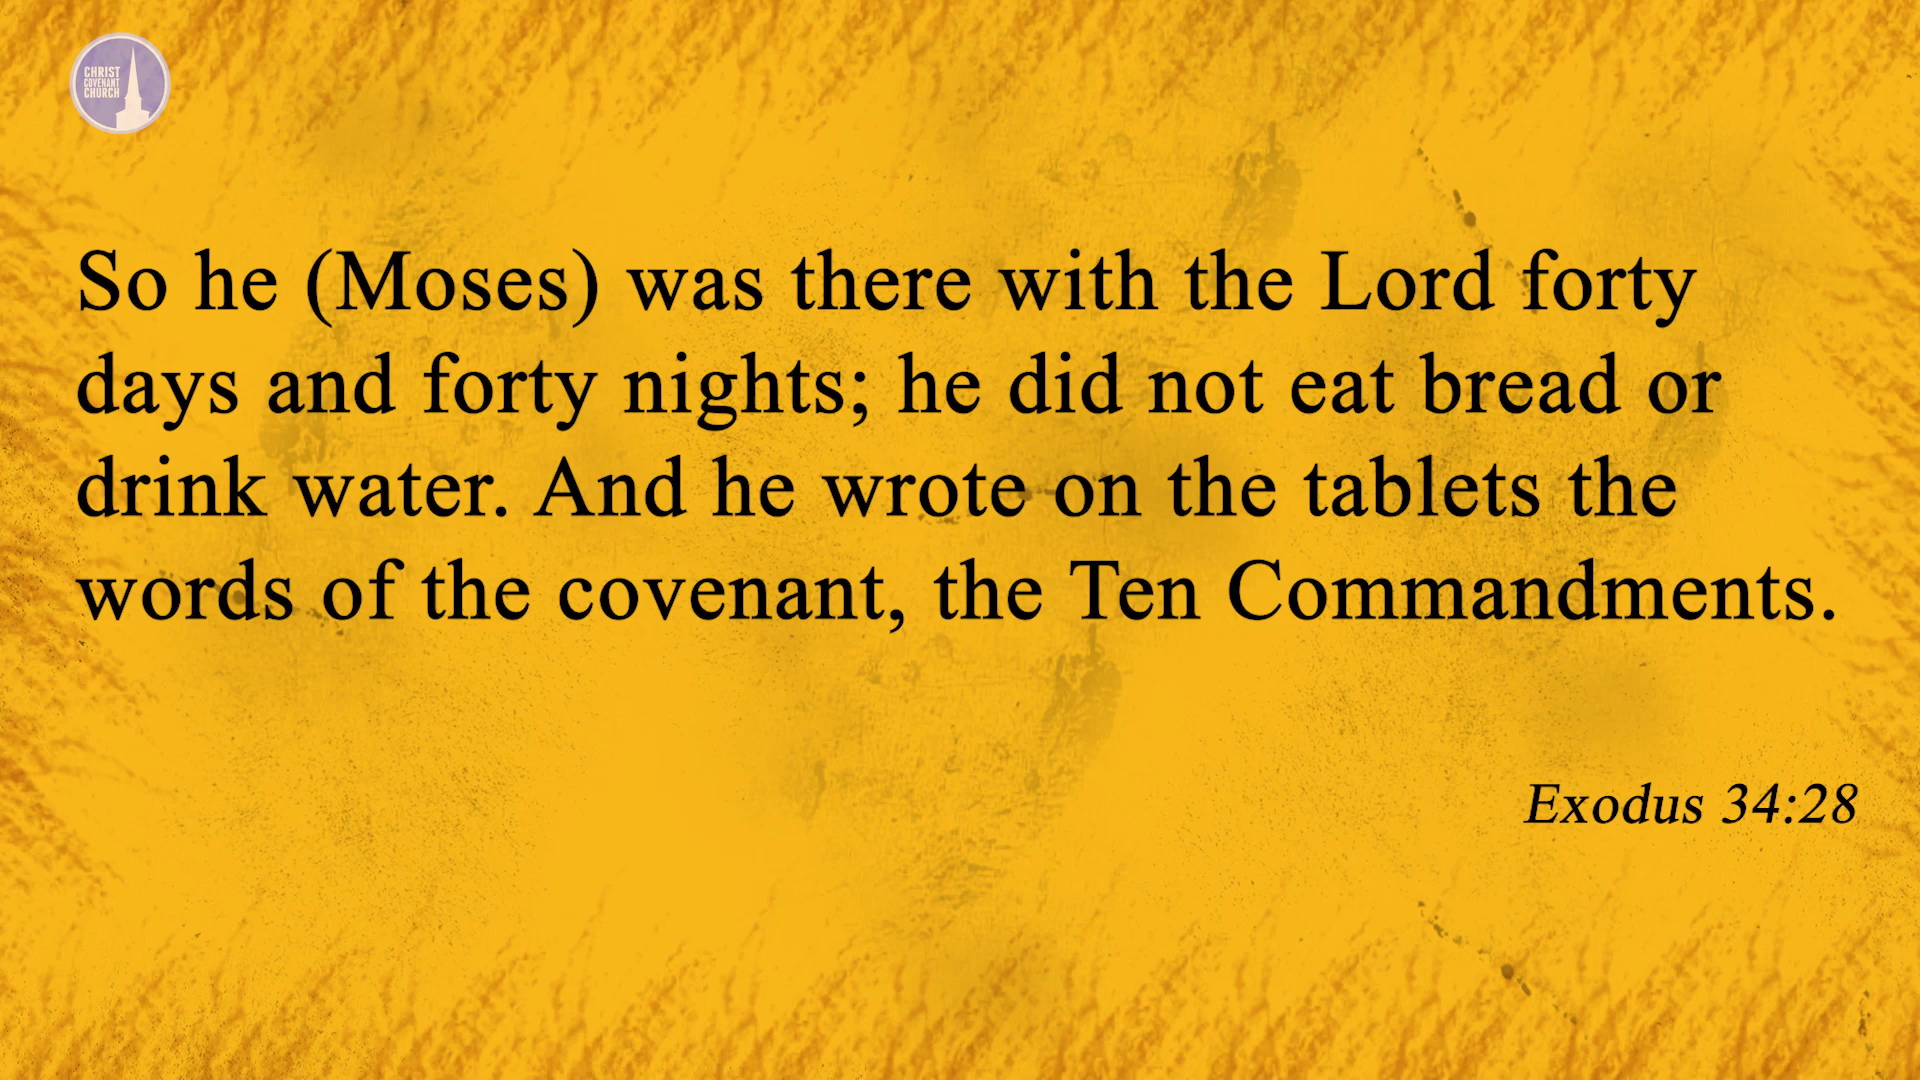 CHRIST
COVENANT
CHURCH
So he (Moses) was there with the Lord forty
days and forty nights; he did not eat bread or
drink water. And he wrote on the tablets the
words of the covenant, the Ten Commandments.
Exodus 34:28